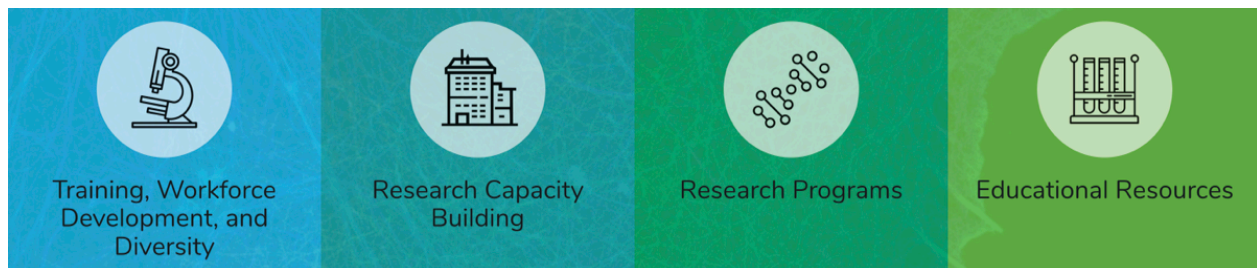 Training, Workforce
Development, and
Diversity
Research Capacity
Building
Research Programs
Educational Resources